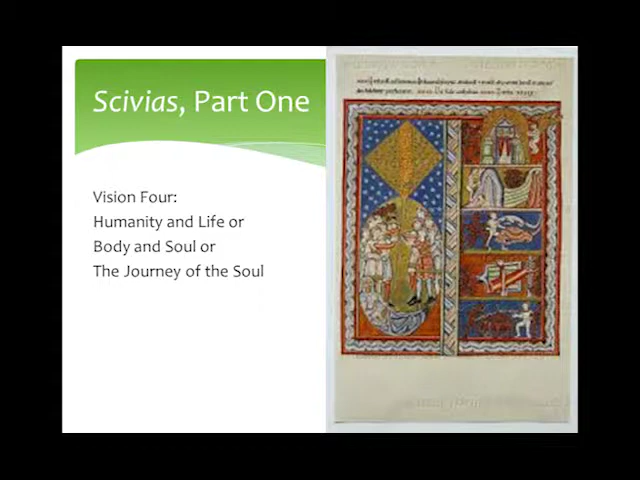 Scivias, Part One
Vision Four:
Humanity and Life or
Body and Soul or
The Journey of the Soul